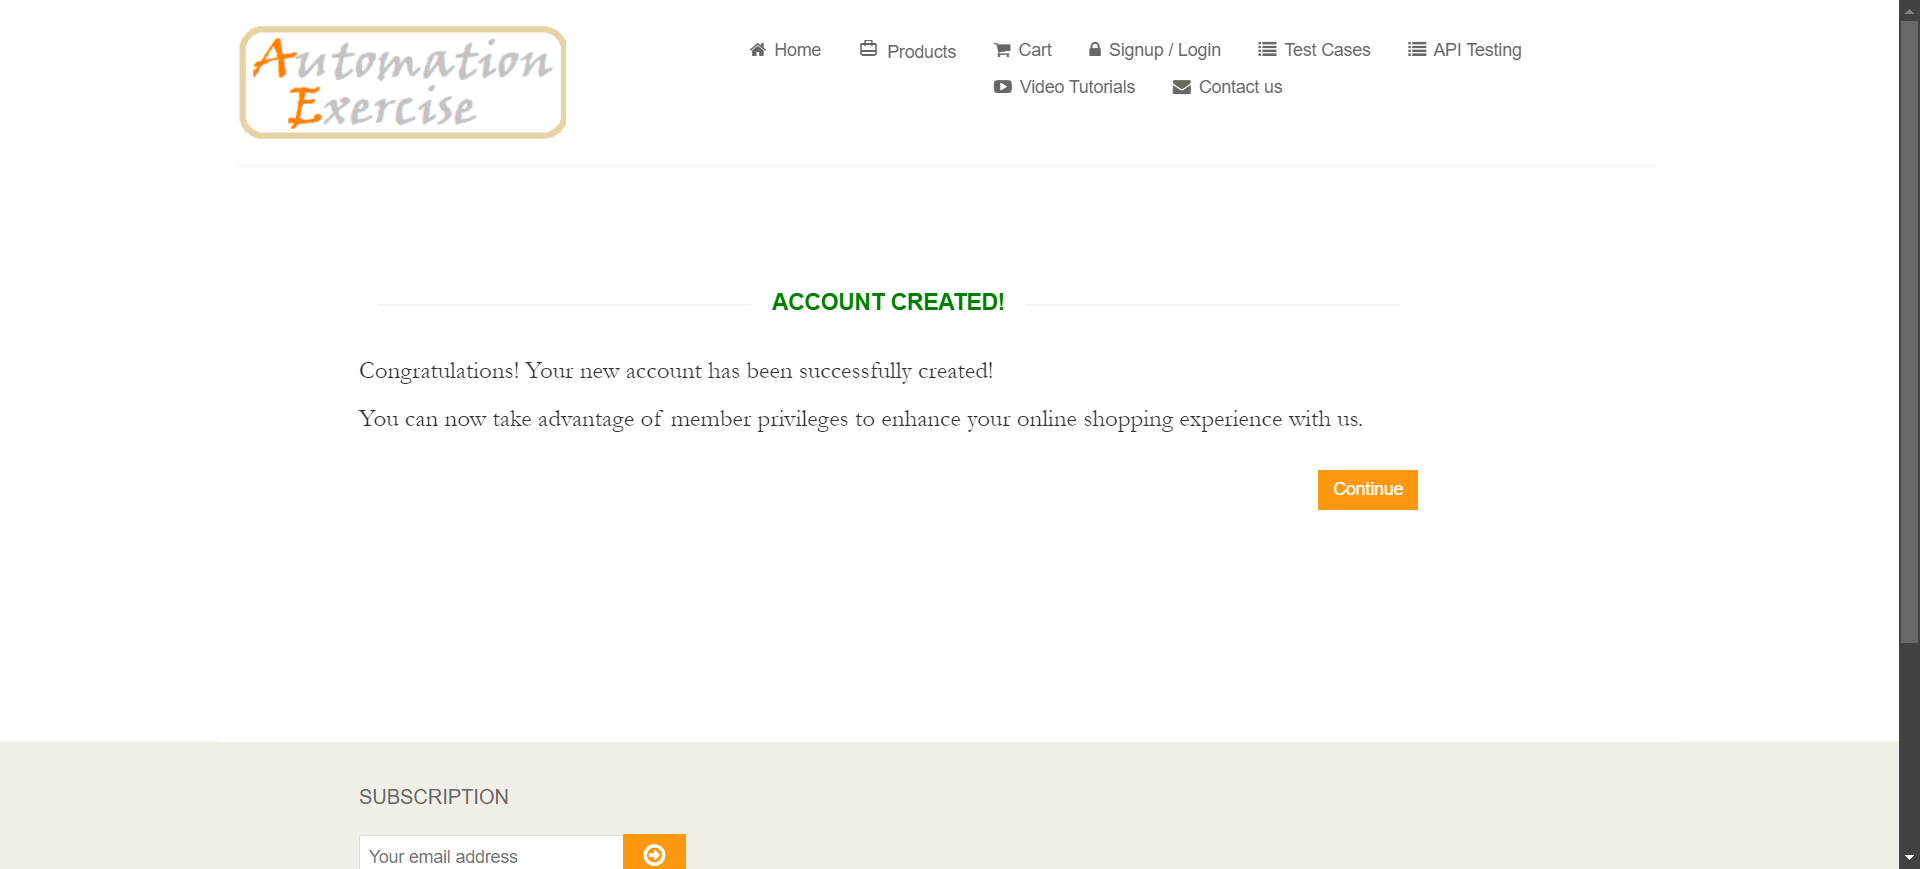 Automation
Exercise
Home
Products
Cart
Signup / Login
Test Cases
API Testing
Video Tutorials
Contact us
ACCOUNT CREATED!
Congratulations! Your new account has been successfully created!
You can now take advantage of member privileges to enhance your online shopping experience with us.
Continue
SUBSCRIPTION
Your email address